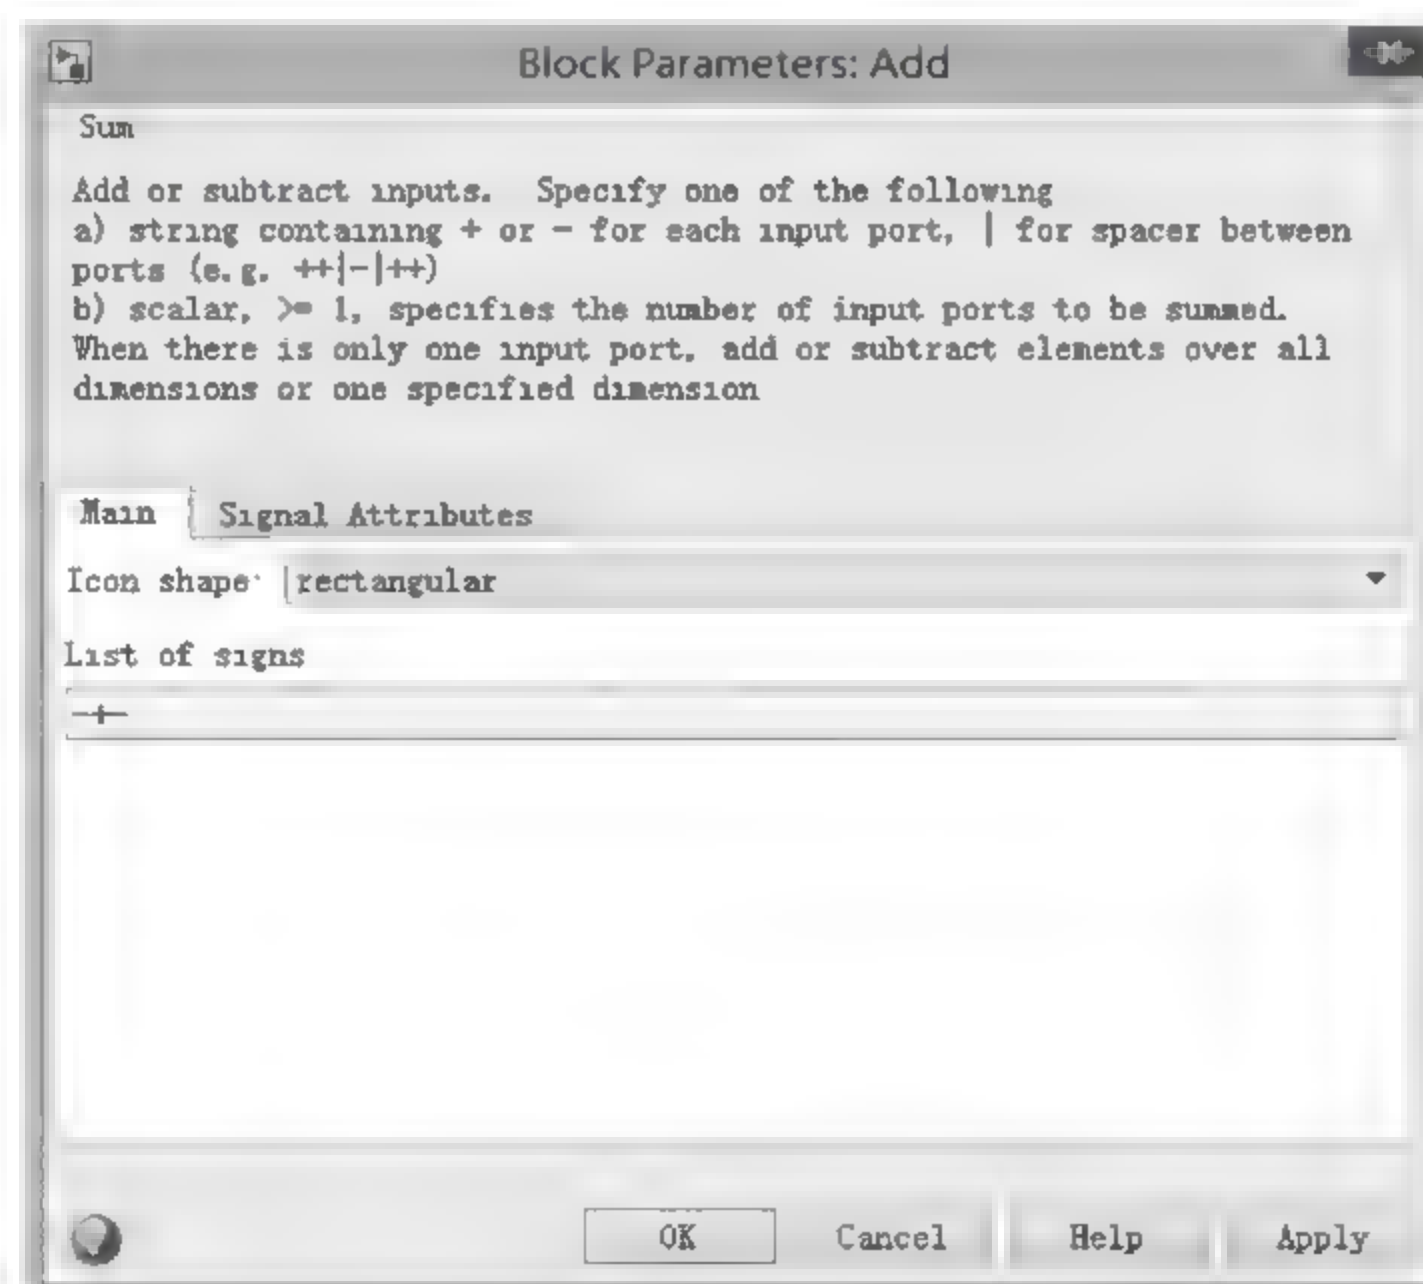 Block Parameters: Add
Sum
Add or subtract inputs. Specify one of the following
a) string containing + or - for each input port, | for spacer between
ports (e.g. ++|-|++)
b) scalar, >= 1, specifies the number of input ports to be summed.
When there is only one input port, add or subtract elements over all
dimensions or one specified dimension
Main Signal Attributes
Icon shape: rectangular
List of signs
-+-
OK Cancel Help Apply